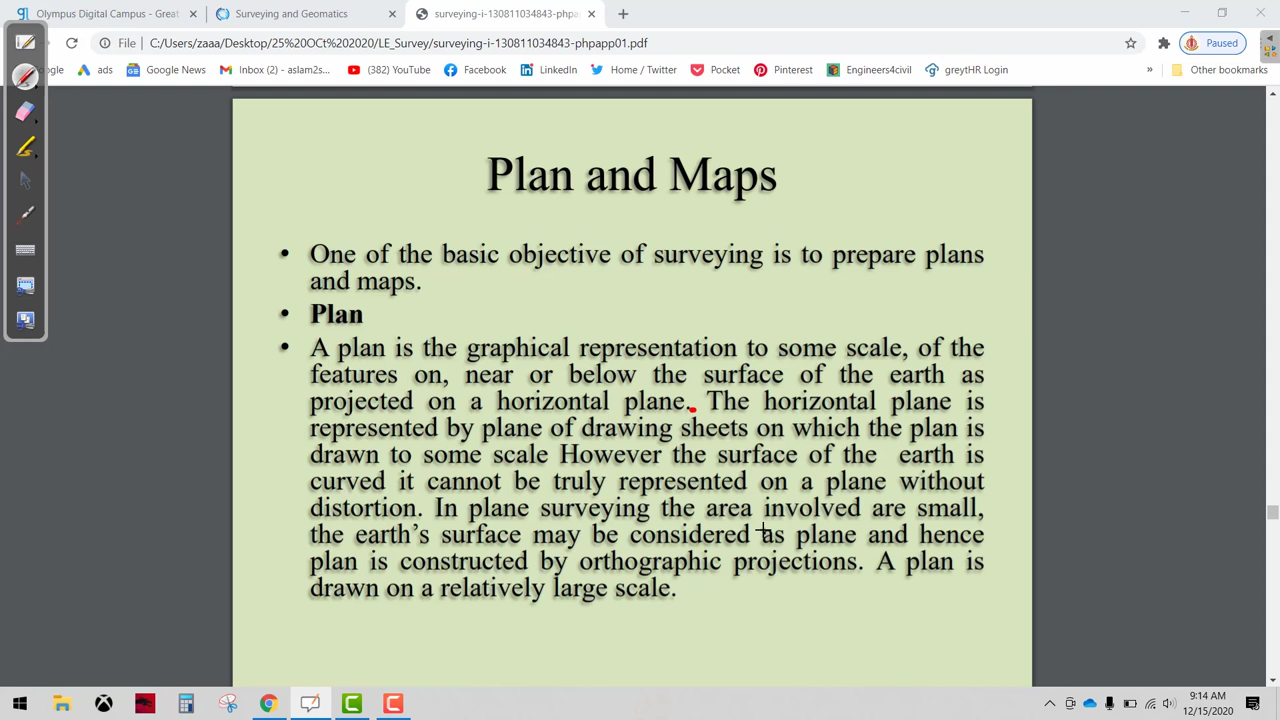 Olympus Digital Campus - Great
Surveying and Geomatics
surveying-i-130811034843-phpa
File C:/Users/zaaa/Desktop/25%20OCt%202020/LE_Survey/surveying-i-130811034843-phpapp01.pdf
Paused
ogle
ads
Google News
Inbox (2) - aslam2s...
(382) YouTube
Facebook
LinkedIn
Home / Twitter
Pocket
Pinterest
Engineers4civil
greytHR Login
»
Other bookmarks
Plan and Maps
• One of the basic objective of surveying is to prepare plans
and maps.
• Plan
• A plan is the graphical representation to some scale, of the
features on, near or below the surface of the earth as
projected on a horizontal plane. The horizontal plane is
represented by plane of drawing sheets on which the plan is
drawn to some scale However the surface of the earth is
curved it cannot be truly represented on a plane without
distortion. In plane surveying the area involved are small,
the earth’s surface may be considered as plane and hence
plan is constructed by orthographic projections. A plan is
drawn on a relatively large scale.
9:14 AM
12/15/2020